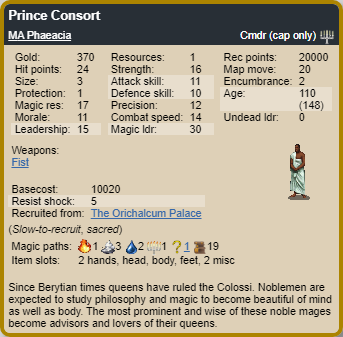 Prince Consort
MA Phaeacia Cmdr (cap only)
Gold: 370 Resources: 1 Rec points: 20000
Hit points: 24 Strength: 16 Map move: 20
Size: 3 Attack skill: 11 Encumbrance: 2
Protection: 1 Defence skill: 10 Age: 110
Magic res: 17 Precision: 12 (148)
Morale: 11 Combat speed: 14 Undead ldr: 0
Leadership: 15 Magic ldr: 30
Weapons:
Fist
Basecost: 10020
Resist shock: 5
Recruited from: The Orichalcum Palace
(Slow-to-recruit, sacred)
Magic paths: 1 3 2 1 ? 1 19
Item slots: 2 hands, head, body, feet, 2 misc
Since Berytian times queens have ruled the Colossi. Noblemen are
expected to study philosophy and magic to become beautiful of mind
as well as body. The most prominent and wise of these noble mages
become advisors and lovers of their queens.